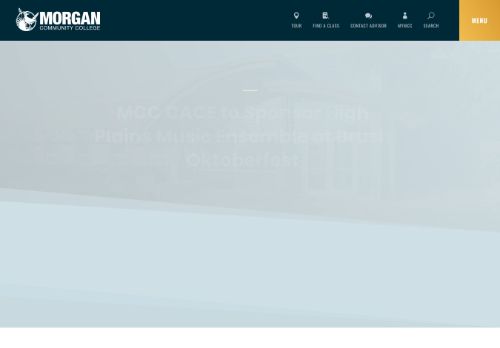 MORGAN
COMMUNITY COLLEGE
TOUR
FIND A CLASS
CONTACT ADVISOR
MYMCC
SEARCH
MENU
MCC CACE to Sponsor High
Plains Music Ensemble at Brush
Oktoberfest